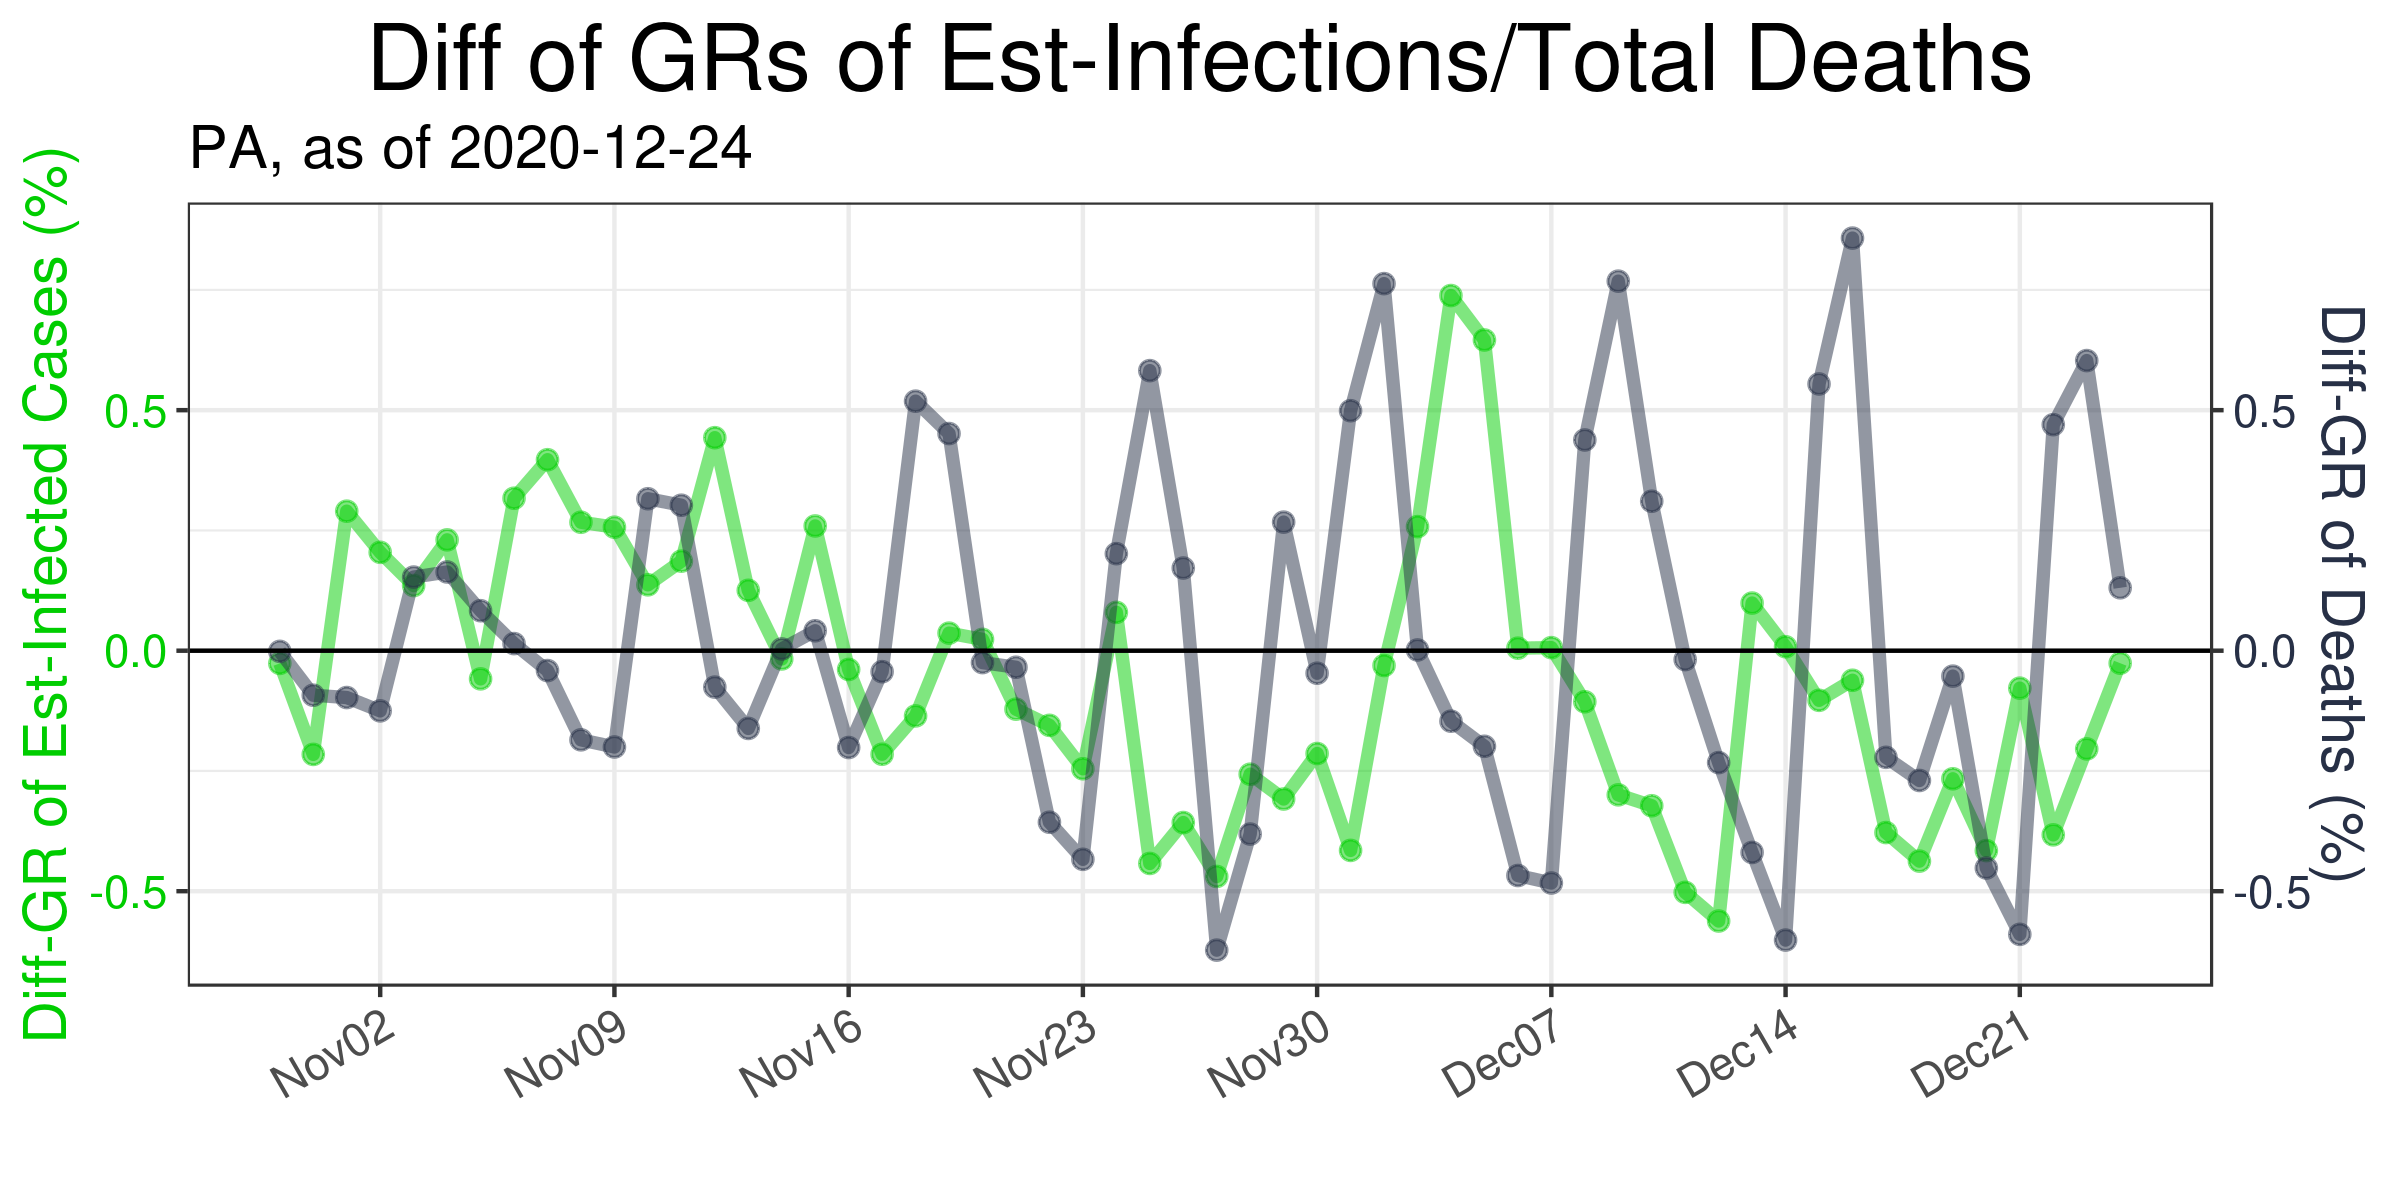 Diff of GRs of Est-Infections/Total Deaths
PA, as of 2020-12-24
Diff-GR of Est-Infected Cases (%)
0.5
0.0
-0.5
0.5
0.0
-0.5
Diff-GR of Deaths (%)
Nov02
Nov09
Nov16
Nov23
Nov30
Dec07
Dec14
Dec21